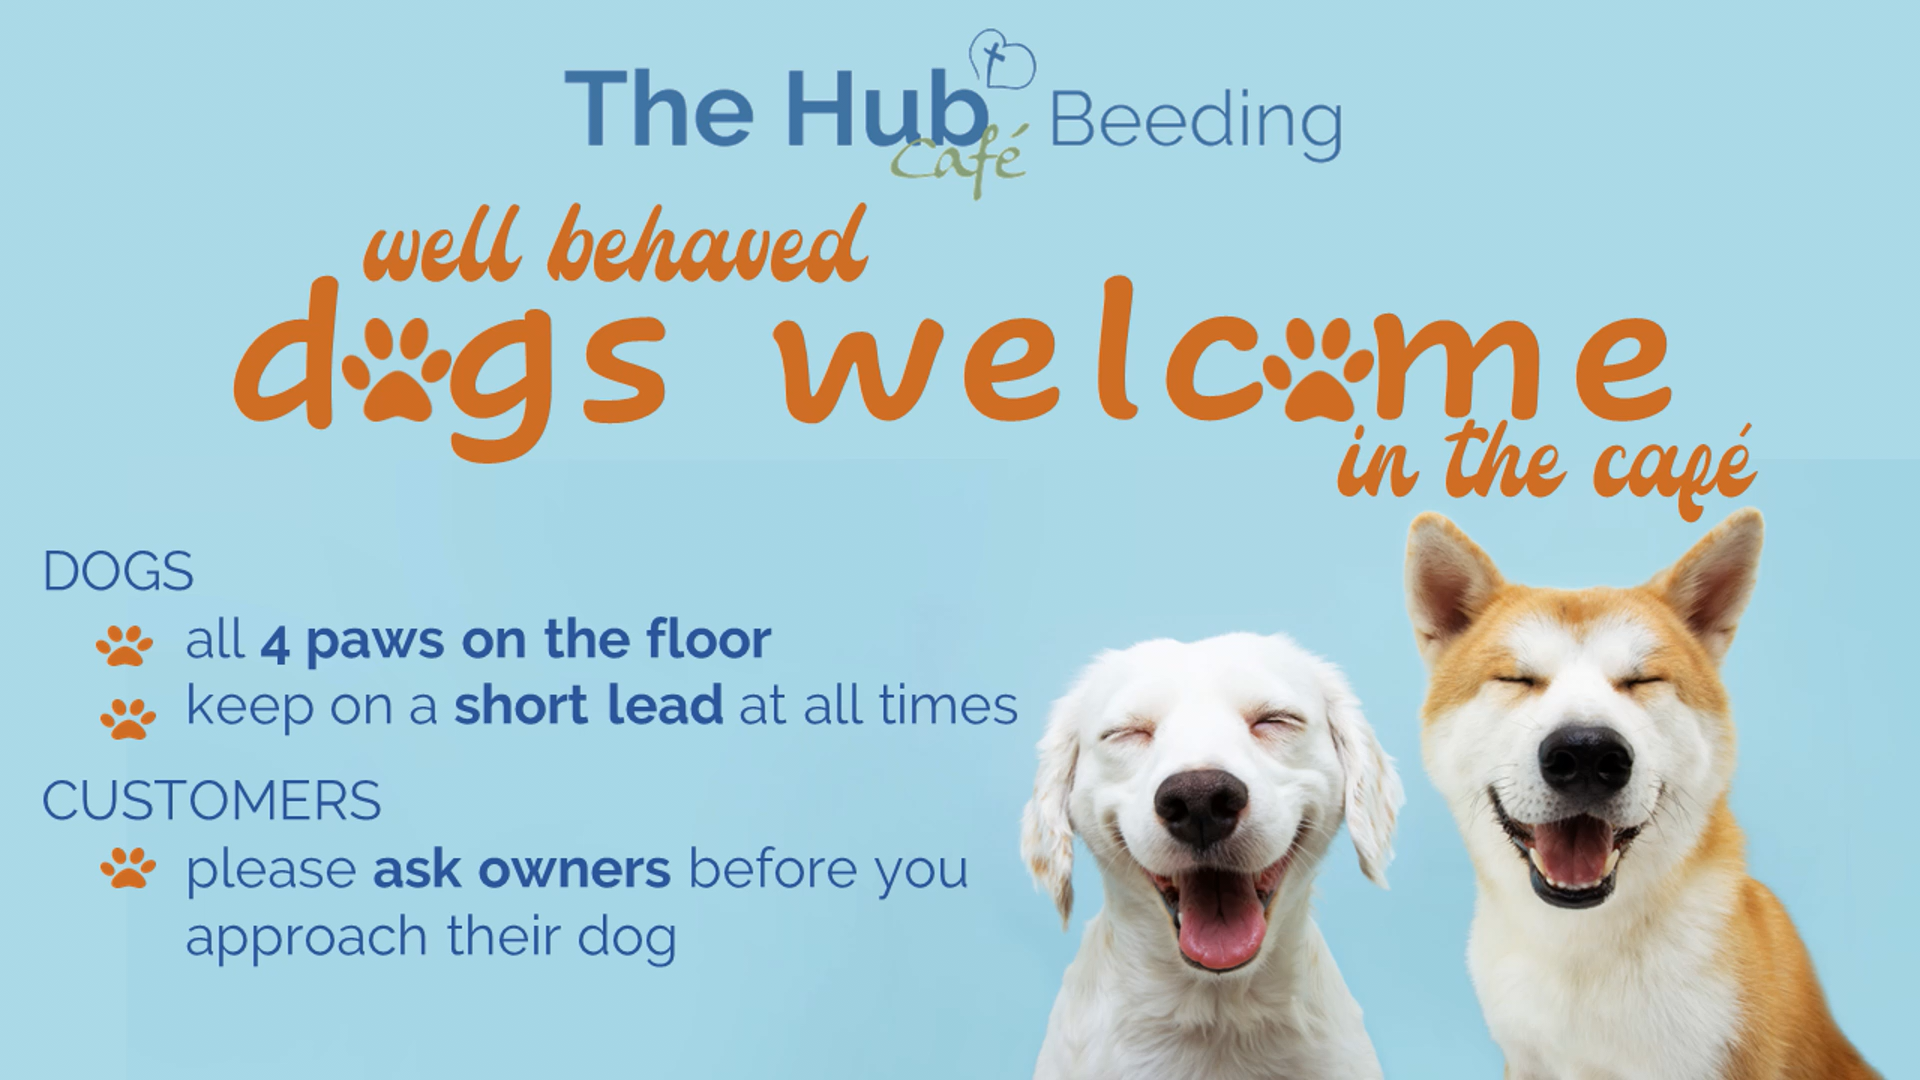 The Hub Beeding
Café
well behaved
dogs welcome
in the café
DOGS
all 4 paws on the floor
keep on a short lead at all times
CUSTOMERS
please ask owners before you
approach their dog